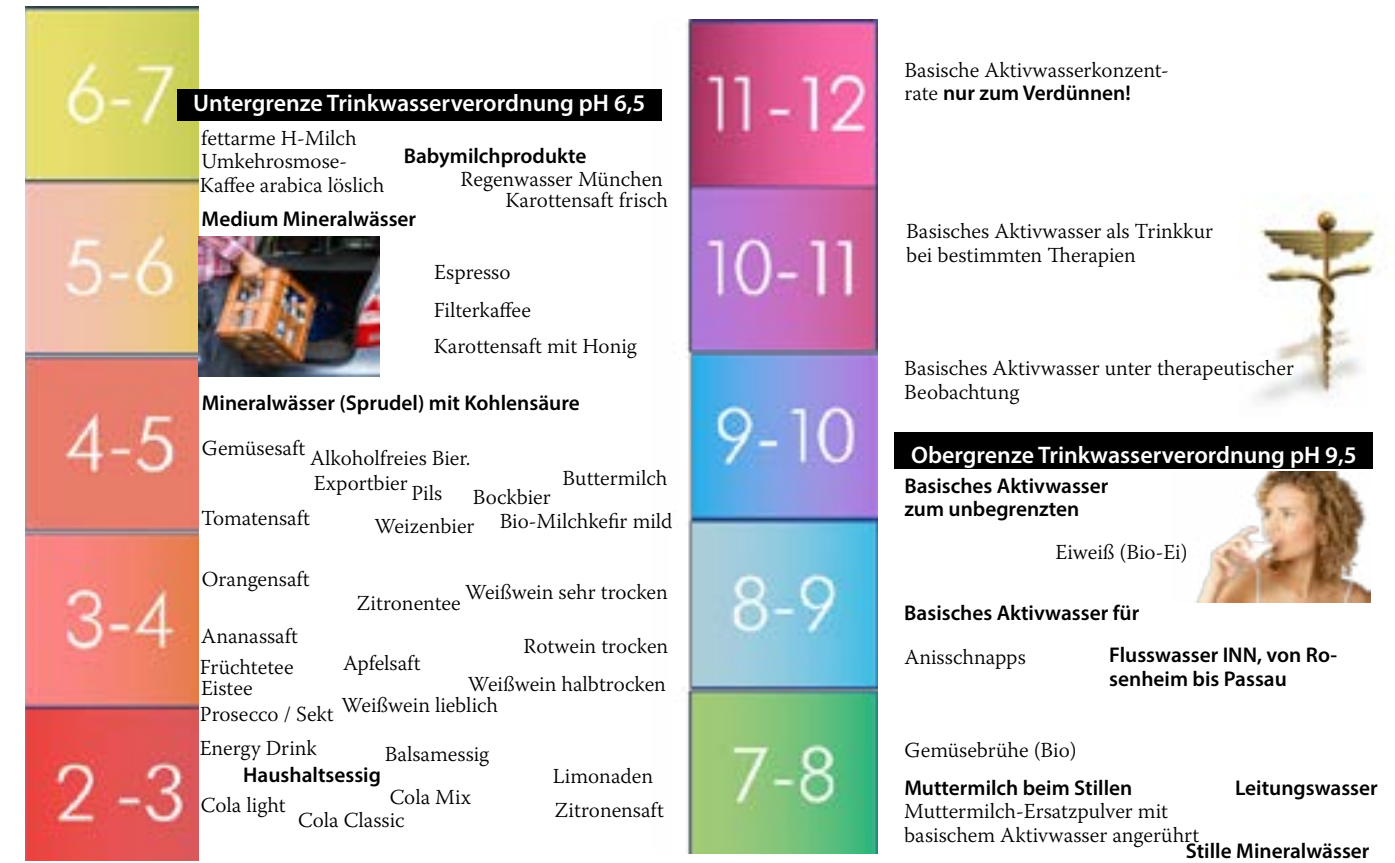 6-7
Untergrenze Trinkwasserverordnung pH 6,5
fettarme H-Milch
Umkehrosmose-
Kaffee arabica löslich
Babymilchprodukte
Regenwasser München
Karottensaft frisch
Medium Mineralwässer
5-6
Espresso
Filterkaffee
Karottensaft mit Honig
Mineralwässer (Sprudel) mit Kohlensäure
4-5
Gemüsesaft
Alkoholfreies Bier.
Exportbier
Pils
Bockbier
Buttermilch
Tomatensaft
Weizenbier
Bio-Milchkefir mild
3-4
Orangensaft
Zitronentee
Weißwein sehr trocken
Ananassaft
Rotwein trocken
Früchtetee
Apfelsaft
Eistee
Weißwein halbtrocken
Prosecco / Sekt
Weißwein lieblich
2 -3
Energy Drink
Balsamessig
Haushaltsessig
Limonaden
Cola light
Cola Mix
Cola Classic
Zitronensaft
11-12
Basische Aktivwasserkonzent-
rate nur zum Verdünnen!
10-11
Basisches Aktivwasser als Trinkkur
bei bestimmten Therapien
Basisches Aktivwasser unter therapeutischer
Beobachtung
9-10
Obergrenze Trinkwasserverordnung pH 9,5
Basisches Aktivwasser
zum unbegrenzten
Eiweiß (Bio-Ei)
8-9
Basisches Aktivwasser für
Anisschnapps
Flusswasser INN, von Ro-
senheim bis Passau
7-8
Gemüsebrühe (Bio)
Muttermilch beim Stillen
Leitungswasser
Muttermilch-Ersatzpulver mit
basischem Aktivwasser angerührt
Stille Mineralwässer